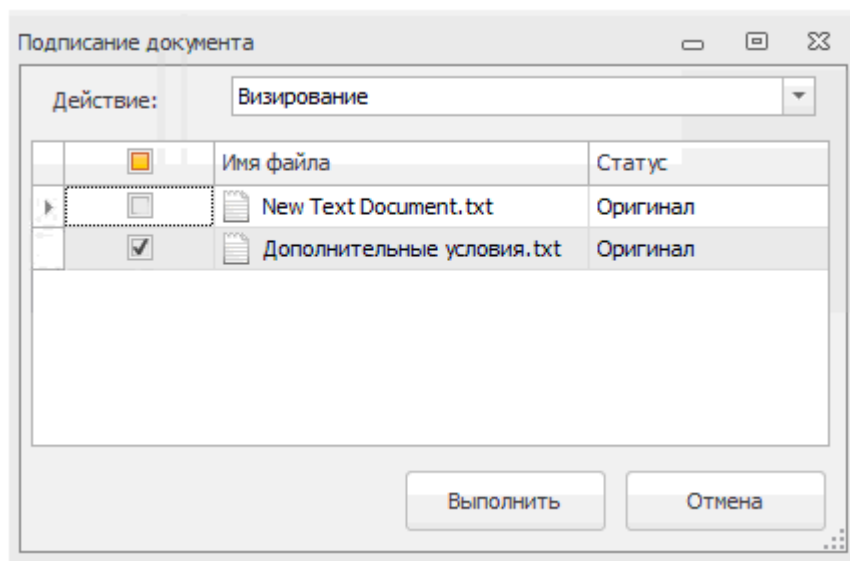 Подписание документа
Действие: Визирование
Имя файла Статус
New Text Document.txt Оригинал
Дополнительные условия.txt Оригинал
Выполнить Отмена